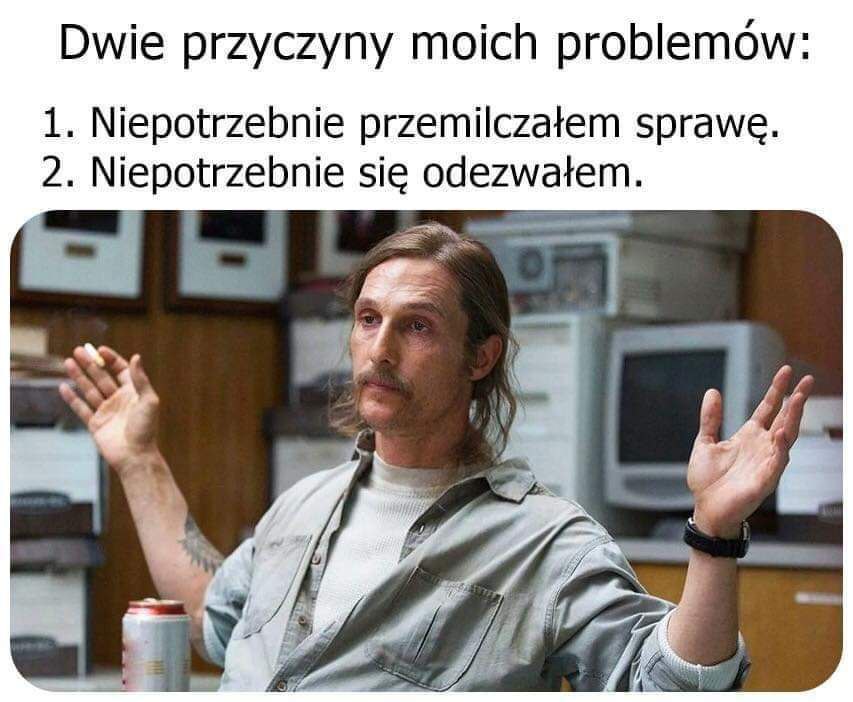 Dwie przyczyny moich problemów:
1. Niepotrzebnie przemilczałem sprawę.
2. Niepotrzebnie się odezwałem.